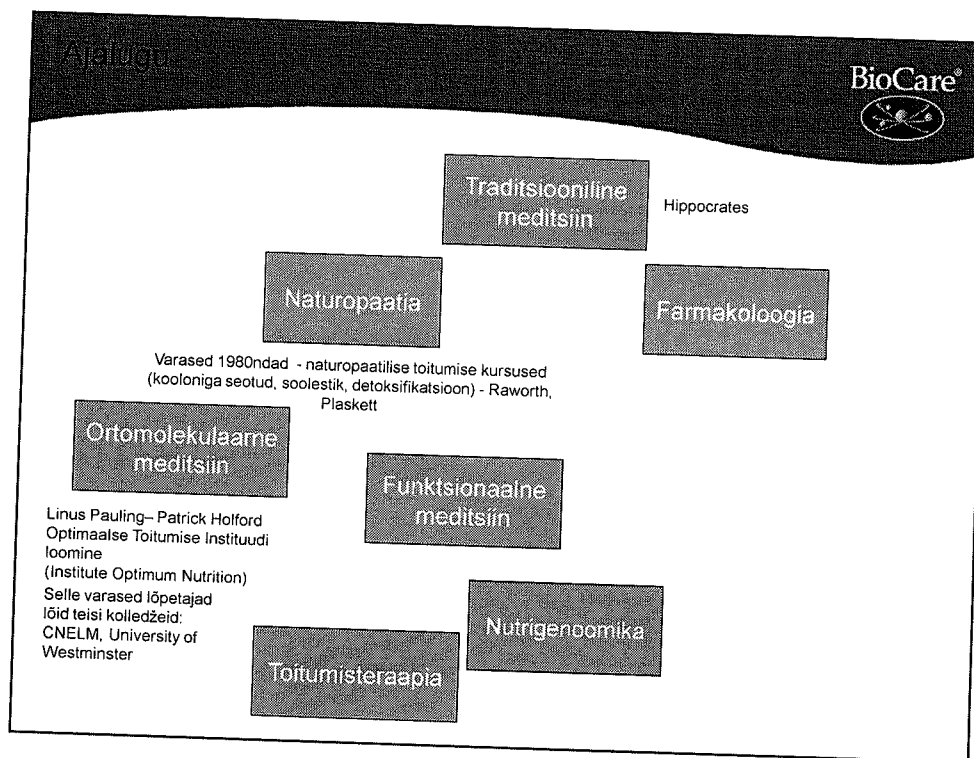 Ajalugu
BioCare®
Traditsiooniline
meditsiin
Hippocrates
Naturopaatia
Farmakoloogia
Varased 1980ndad - naturopaatilise toitumise kursused
(kooloniga seotud, soolestik, detoksifikatsioon) - Raworth,
Plaskett
Ortomolekulaarne
meditsiin
Funktsionaalne
meditsiin
Linus Pauling– Patrick Holford
Optimaalse Toitumise Instituudi
loomine
(Institute Optimum Nutrition)
Selle varased lõpetajad
lõid teisi kolledžeid:
CNELM, University of
Westminster
Nutrigenoomika
Toitumisteraapia